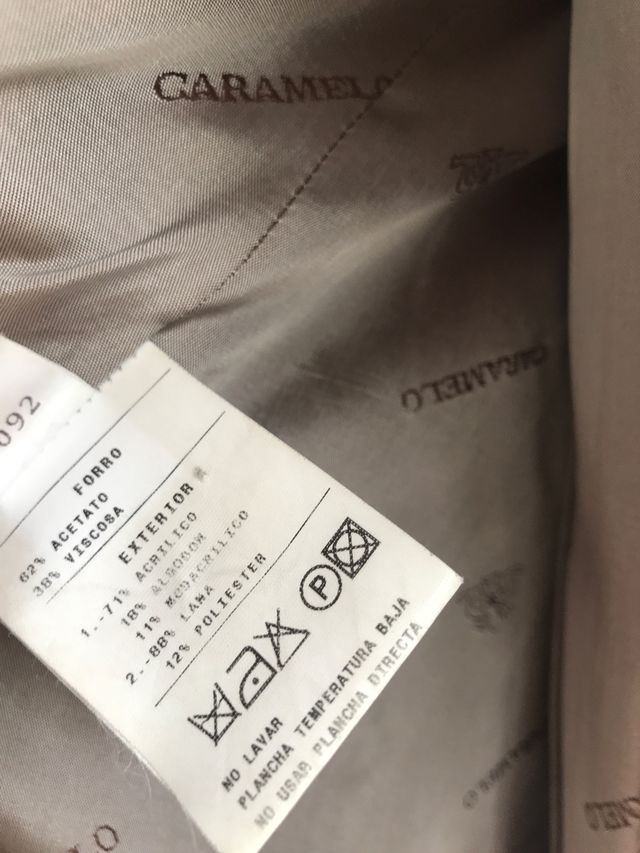 CARAMELO
CARAMELO
092
FORRO
62% ACETATO
38% VISCOSA
EXTERIOR
1.-71% ACRILICO
18% ALGODON
11% MODACRILICO
2.-88% LANA
12% POLIESTER
P
NO LAVAR
PLANCHA TEMPERATURA BAJA
NO USAR PLANCHA DIRECTA